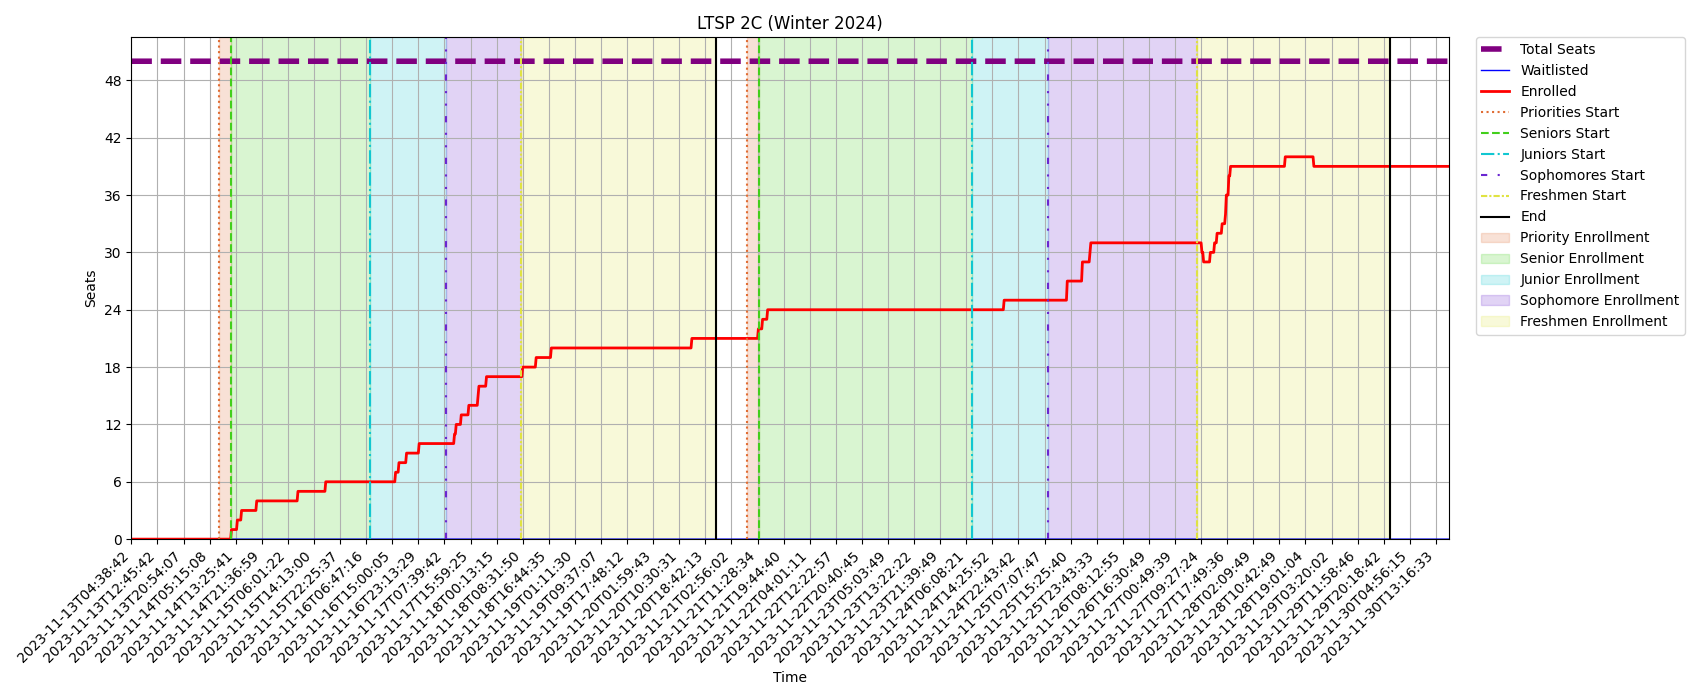 LTSP 2C (Winter 2024)
Seats
48
42
36
30
24
18
12
6
0
2023-11-13T04:38:42
2023-11-13T12:45:42
2023-11-13T20:54:07
2023-11-14T05:15:08
2023-11-14T13:25:41
2023-11-14T21:36:59
2023-11-15T06:01:22
2023-11-15T14:13:00
2023-11-15T22:25:37
2023-11-16T06:47:16
2023-11-16T15:00:05
2023-11-16T23:13:29
2023-11-17T07:39:42
2023-11-17T15:59:25
2023-11-18T00:13:15
2023-11-18T08:31:50
2023-11-18T16:44:35
2023-11-19T01:11:30
2023-11-19T09:37:07
2023-11-19T17:48:12
2023-11-20T01:59:43
2023-11-20T10:30:31
2023-11-20T18:42:13
2023-11-21T02:56:02
2023-11-21T11:28:34
2023-11-21T19:44:40
2023-11-22T04:01:11
2023-11-22T12:22:57
2023-11-22T20:40:45
2023-11-23T05:03:49
2023-11-23T13:22:22
2023-11-23T21:39:49
2023-11-24T06:08:21
2023-11-24T14:25:52
2023-11-24T22:43:42
2023-11-25T07:07:47
2023-11-25T15:25:40
2023-11-25T23:43:33
2023-11-26T08:12:55
2023-11-26T16:30:49
2023-11-27T00:49:39
2023-11-27T09:27:24
2023-11-27T17:49:36
2023-11-28T02:09:49
2023-11-28T10:42:49
2023-11-28T19:01:04
2023-11-29T03:20:02
2023-11-29T11:58:46
2023-11-29T20:18:42
2023-11-30T04:56:15
2023-11-30T13:16:33
Time
Total Seats
Waitlisted
Enrolled
Priorities Start
Seniors Start
Juniors Start
Sophomores Start
Freshmen Start
End
Priority Enrollment
Senior Enrollment
Junior Enrollment
Sophomore Enrollment
Freshmen Enrollment